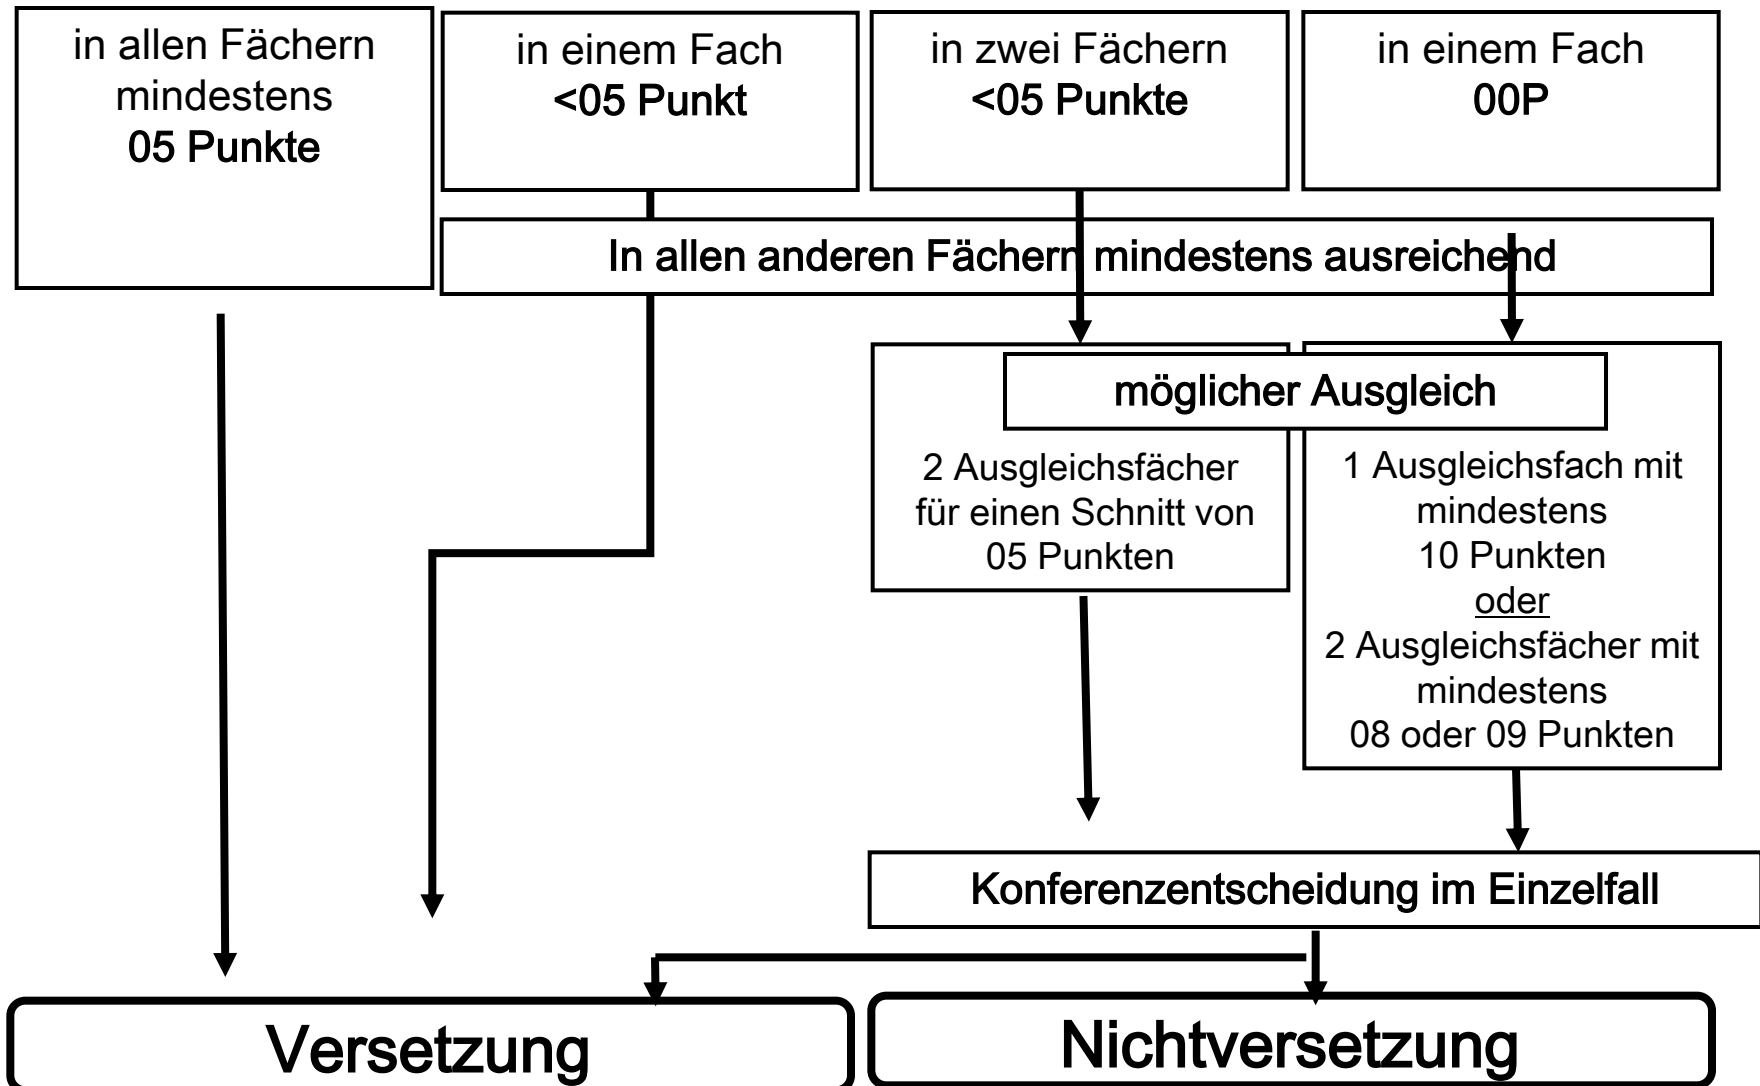 in allen Fächern
mindestens
05 Punkte
in einem Fach
<05 Punkt
in zwei Fächern
<05 Punkte
in einem Fach
00P
In allen anderen Fächern mindestens ausreichend
möglicher Ausgleich
2 Ausgleichsfächer
für einen Schnitt von
05 Punkten
1 Ausgleichsfach mit
mindestens
10 Punkten
oder
2 Ausgleichsfächer mit
mindestens
08 oder 09 Punkten
Konferenzentscheidung im Einzelfall
Versetzung
Nichtversetzung